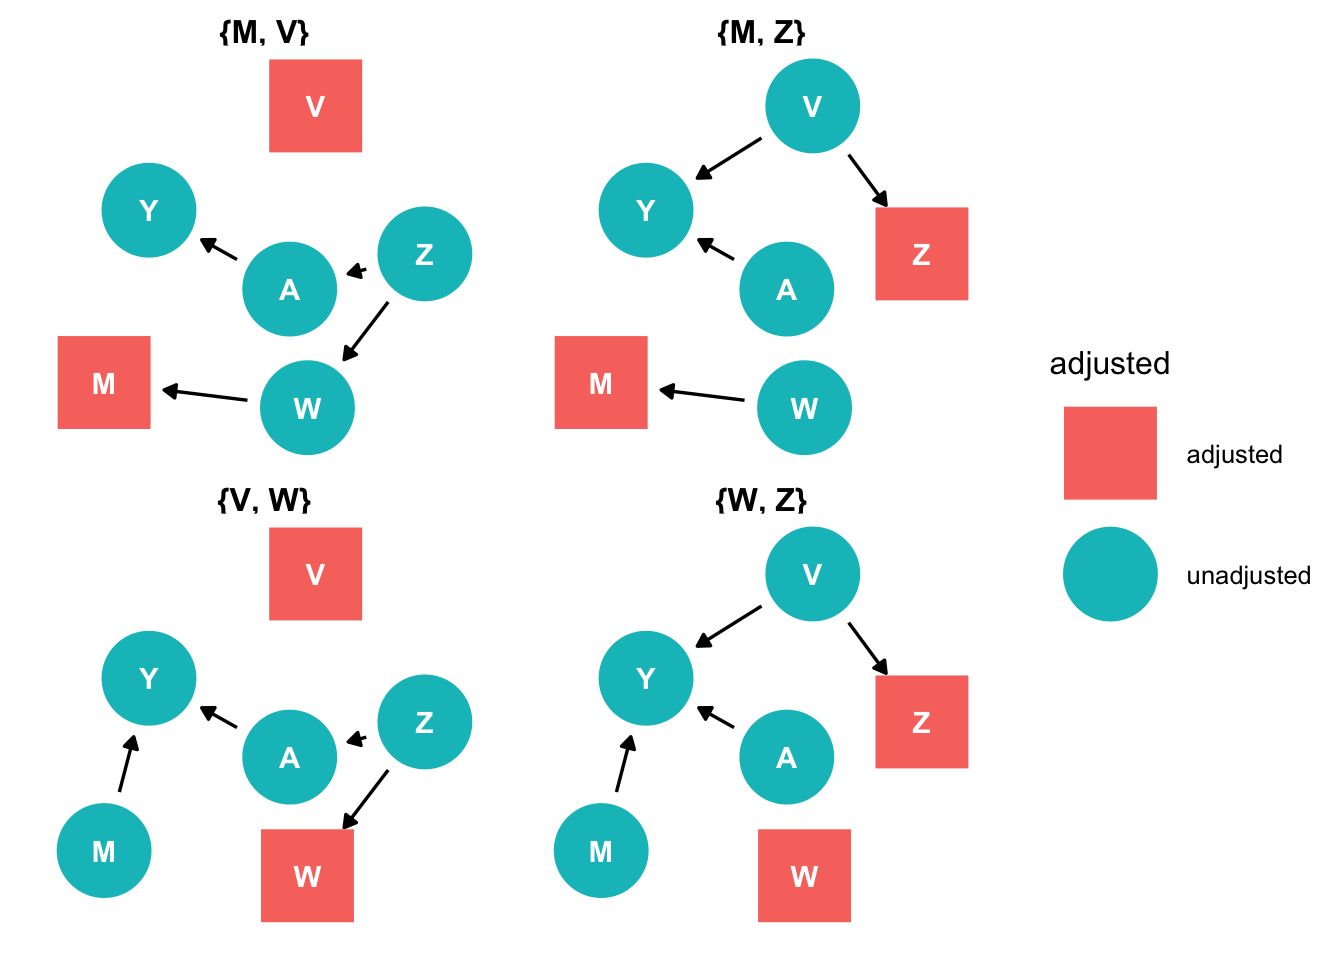 {M, V}
V
Y
Z
A
M
W
{M, Z}
V
Y
Z
A
M
W
{V, W}
V
Y
Z
A
M
W
{W, Z}
V
Y
Z
A
M
W
adjusted
adjusted
unadjusted